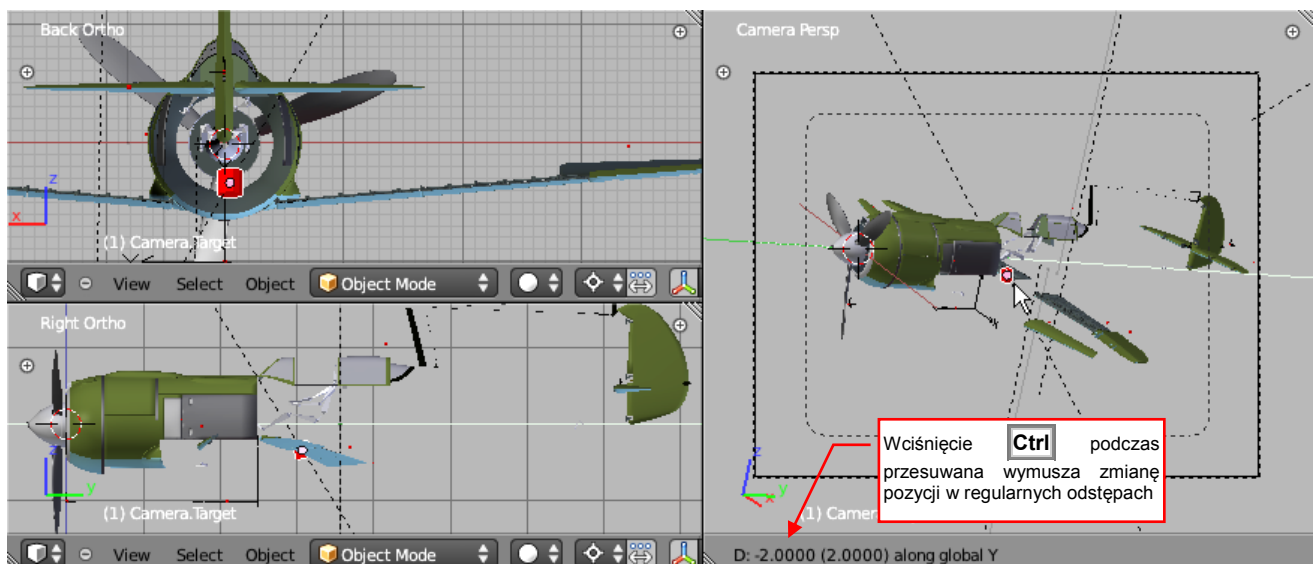 Back Ortho
z
x
(1) Camera.Target
View Select Object Object Mode
Right Ortho
z
y
(1) Camera.Target
View Select Object Object Mode
Camera Persp
Wciśnięcie Ctrl podczas
przesuwana wymusza zmianę
pozycji w regularnych odstępach
z
y
x
(1) Camer
D: -2.0000 (2.0000) along global Y